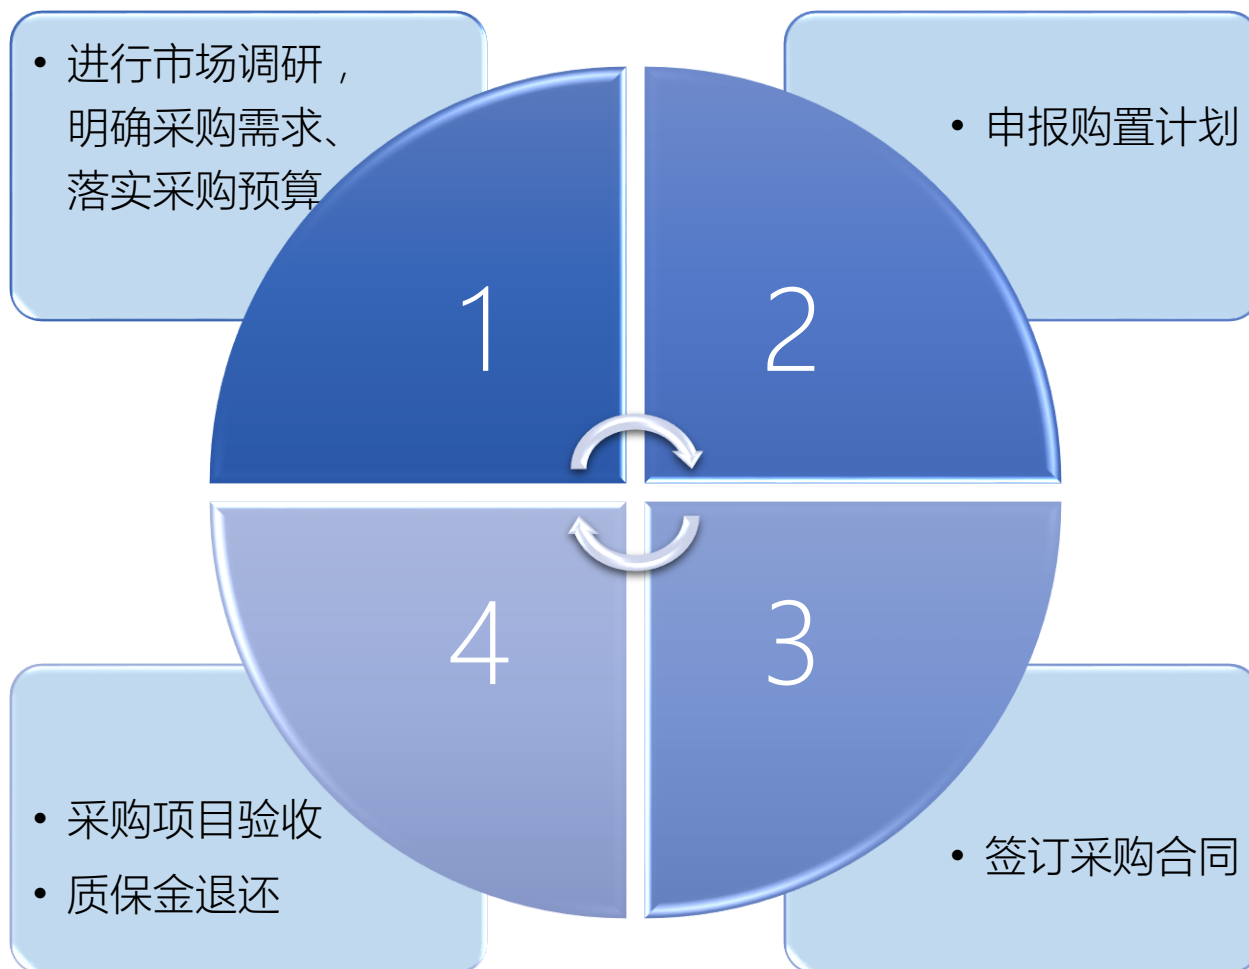 • 进行市场调研，
明确采购需求、
落实采购预算
• 申报购置计划
1
2
4
3
• 采购项目验收
• 质保金退还
• 签订采购合同